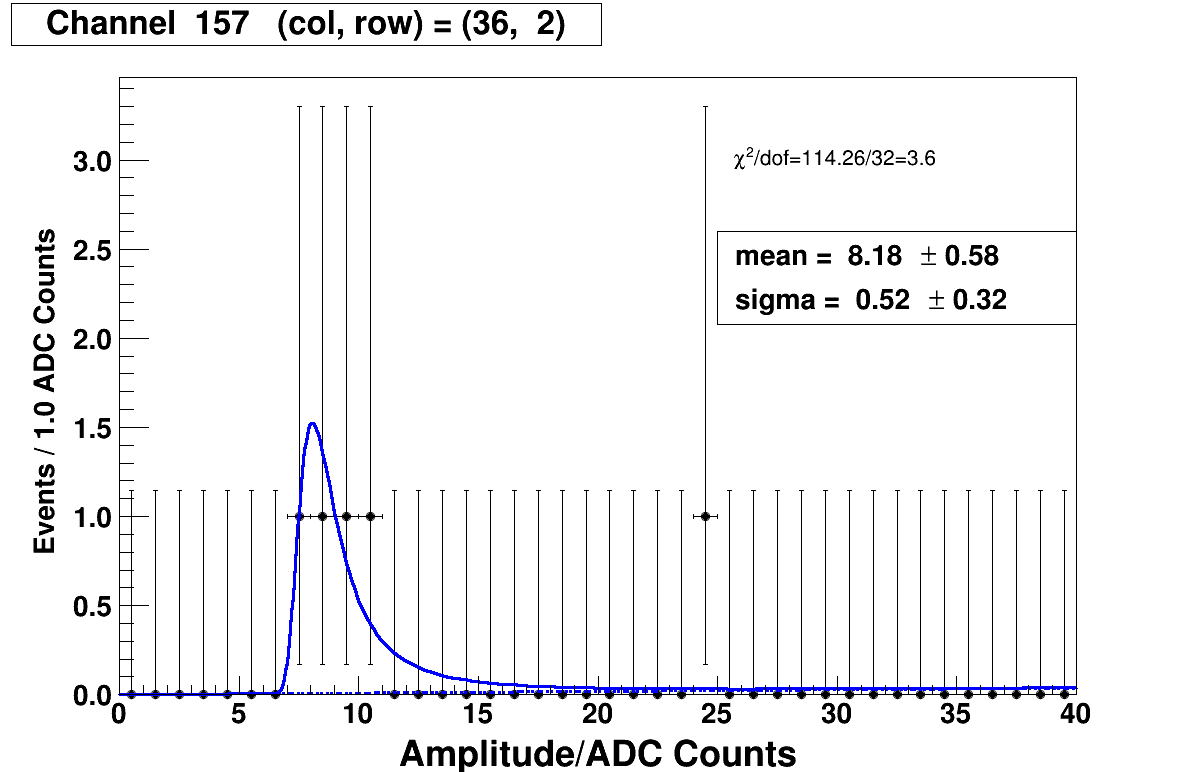 Channel 157 (col, row) = (36, 2)
χ²/dof=114.26/32=3.6
mean = 8.18 ± 0.58
sigma = 0.52 ± 0.32
Events / 1.0 ADC Counts
3.0
2.5
2.0
1.5
1.0
0.5
0.0
0 5 10 15 20 25 30 35 40
Amplitude/ADC Counts